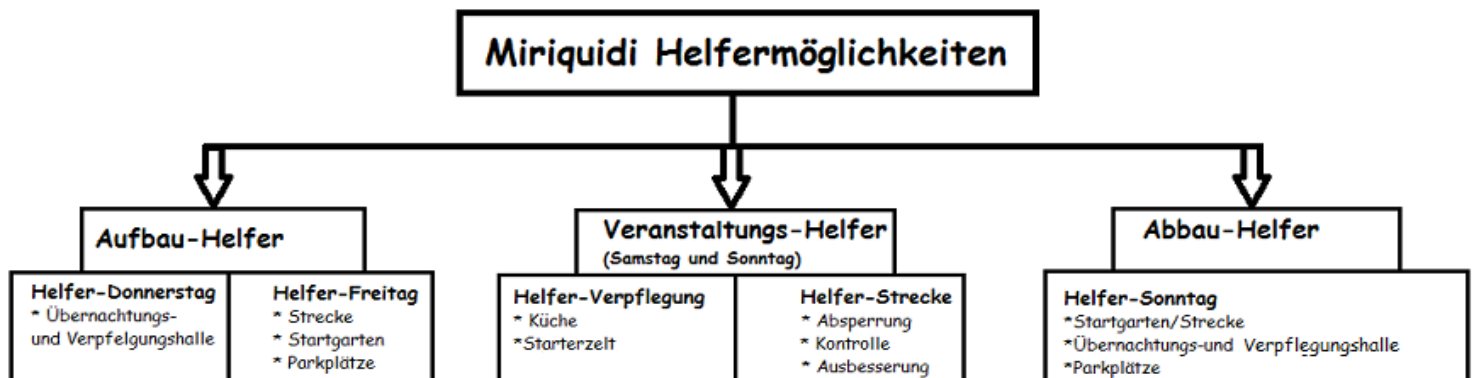 Miriquidi Helfermöglichkeiten
Aufbau-Helfer
Helfer-Donnerstag
* Übernachtungs-
und Verpfelgungshalle
Helfer-Freitag
* Strecke
* Startgarten
* Parkplätze
Veranstaltungs-Helfer
(Samstag und Sonntag)
Helfer-Verpflegung
* Küche
*Starterzelt
Helfer-Strecke
* Absperrung
* Kontrolle
* Ausbesserung
Abbau-Helfer
Helfer-Sonntag
*Startgarten/Strecke
*Übernachtungs-und Verpflegungshalle
*Parkplätze